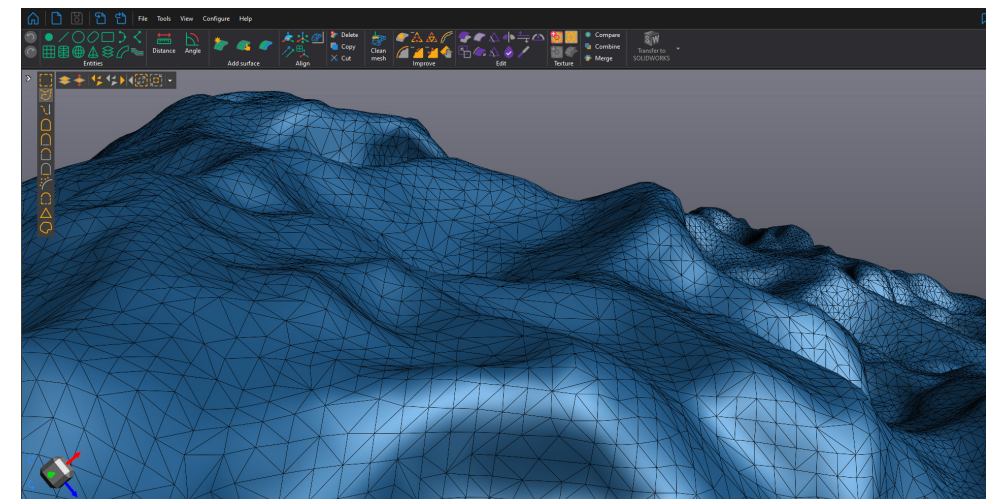 File Tools View Configure Help
Delete
Copy
Cut
Distance
Angle
Clean
mesh
Compare
Combine
Merge
Transfer to
SOLIDWORKS
Entities
Add surface
Align
Improve
Edit
Texture